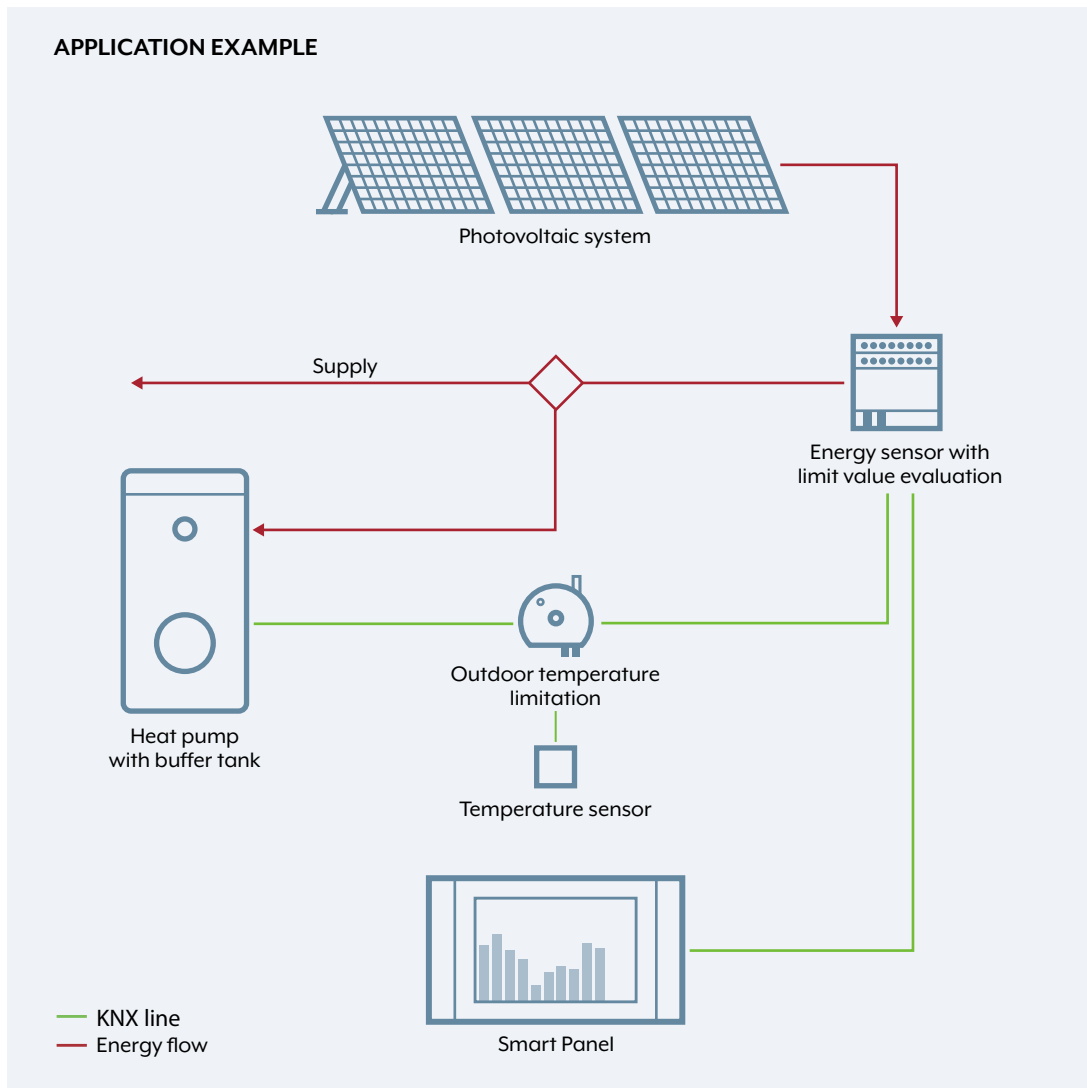 APPLICATION EXAMPLE
Photovoltaic system
Supply
Energy sensor with
limit value evaluation
Outdoor temperature
limitation
Heat pump
with buffer tank
Temperature sensor
KNX line
Energy flow
Smart Panel